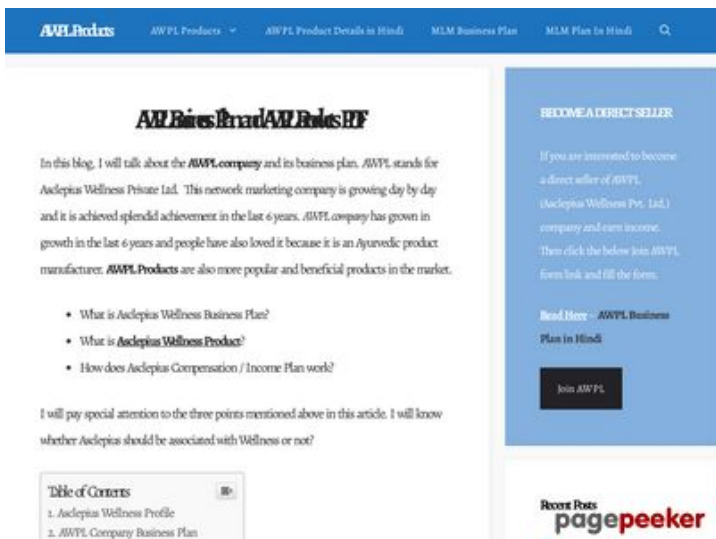 AWPL Products
AWPL Products
AWPL Product Details in Hindi
MLM Business Plan
MLM Plan In Hindi
AWPL Business Plan and AWPL Products PDF
In this blog, I will talk about the AWPL company and its business plan. AWPL stands for
Asclepius Wellness Private Ltd. This network marketing company is growing day by day
and it is achieved splendid achievement in the last 6 years. AWPL company has grown in
growth in the last 6 years and people have also loved it because it is an Ayurvedic product
manufacturer. AWPL Products are also more popular and beneficial products in the market.
• What is Asclepius Wellness Business Plan?
• What is Asclepius Wellness Product?
• How does Asclepius Compensation / Income Plan work?
I will pay special attention to the three points mentioned above in this article. I will know
whether Asclepius should be associated with Wellness or not?
Table of Contents
1. Asclepius Wellness Profile
2. AWPL Company Business Plan
BECOME A DIRECT SELLER
If you are interested to become
a direct seller of AWPL
(Asclepius Wellness Pvt. Ltd.)
company and earn income.
Then click the below Join AWPL
form link and fill the form.
Read Here – AWPL Business
Plan in Hindi
Join AWPL
Recent Posts
pagepeeker